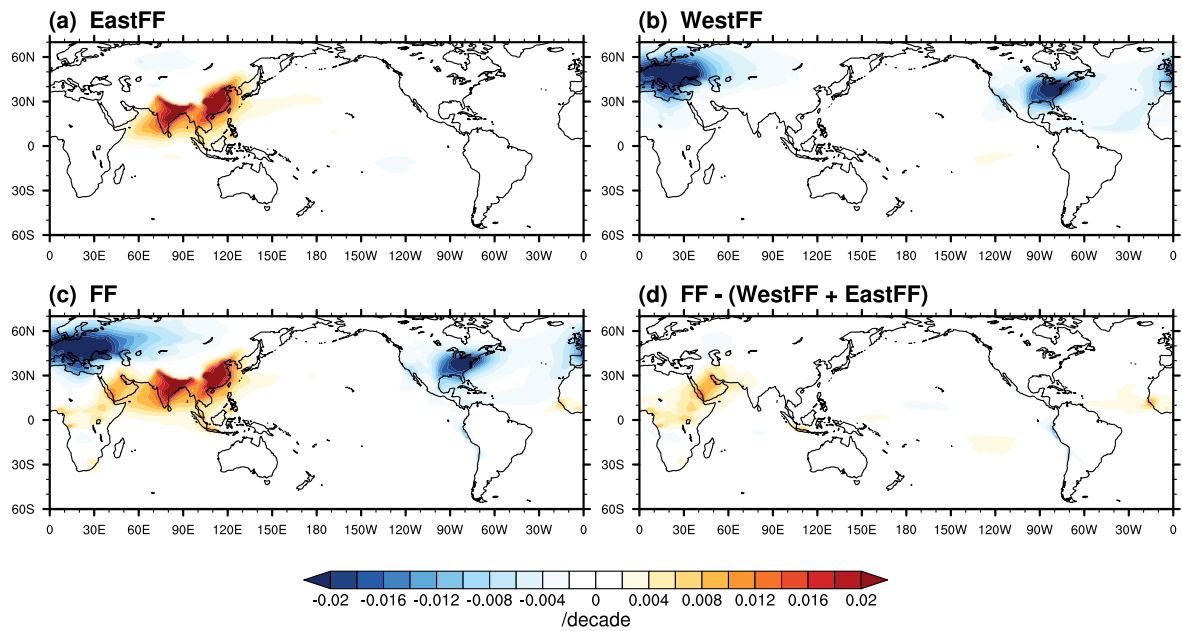 (a) EastFF
(b) WestFF
60N
30N
0
30S
60S
0 30E 60E 90E 120E 150E 180 150W 120W 90W 60W 30W 0
60N
30N
0
30S
60S
0 30E 60E 90E 120E 150E 180 150W 120W 90W 60W 30W 0
(c) FF
(d) FF - (WestFF + EastFF)
60N
30N
0
30S
60S
0 30E 60E 90E 120E 150E 180 150W 120W 90W 60W 30W 0
60N
30N
0
30S
60S
0 30E 60E 90E 120E 150E 180 150W 120W 90W 60W 30W 0
-0.02 -0.016 -0.012 -0.008 -0.004 0 0.004 0.008 0.012 0.016 0.02
/decade